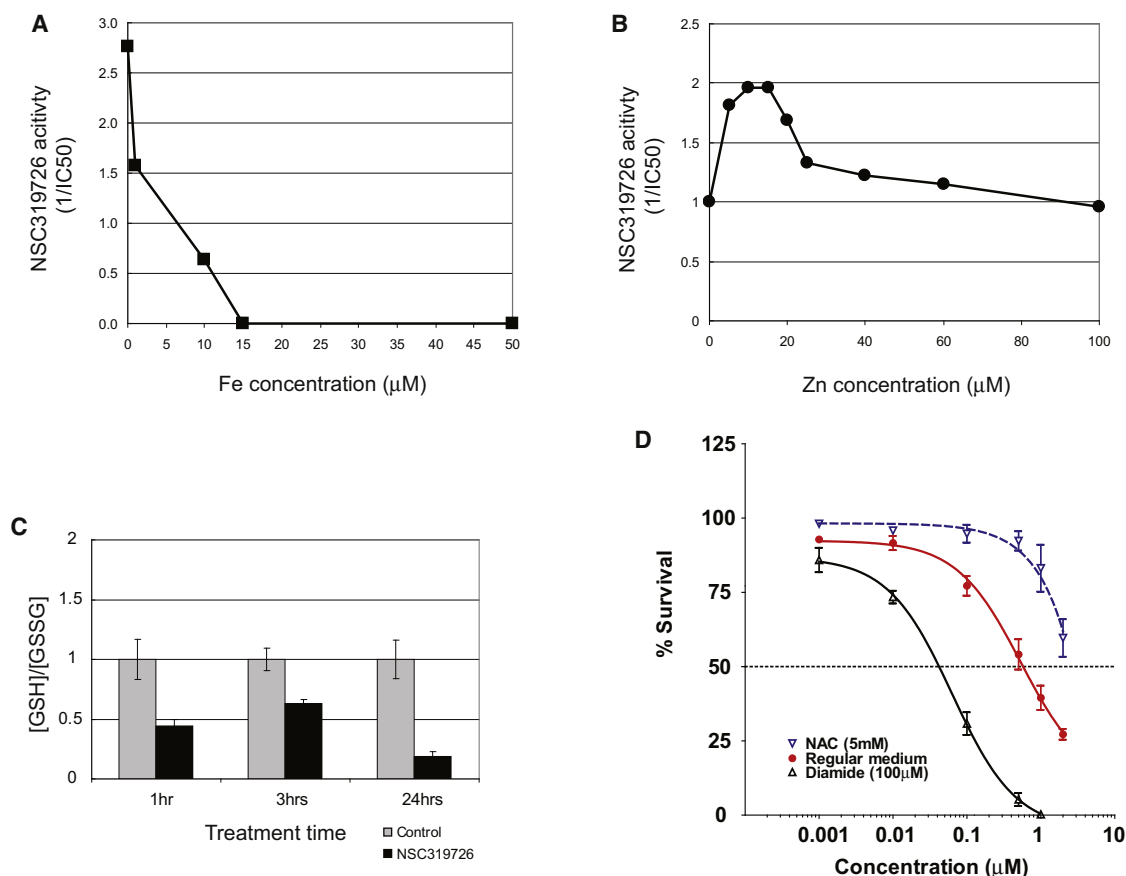 A
3.0
2.5
2.0
1.5
1.0
0.5
0.0
0 5 10 15 20 25 30 35 40 45 50
NSC319726 acitivty
(1/IC50)
Fe concentration (μM)
B
2.5
2
1.5
1
0.5
0
0 20 40 60 80 100
NSC319726 activity
(1/IC50)
Zn concentration (μM)
C
2
1.5
1
0.5
0
[GSH]/[GSSG]
1hr 3hrs 24hrs
Treatment time
Control
NSC319726
D
125
100
75
50
25
0
% Survival
NAC (5mM)
Regular medium
Diamide (100μM)
0.001 0.01 0.1 1 10
Concentration (μM)